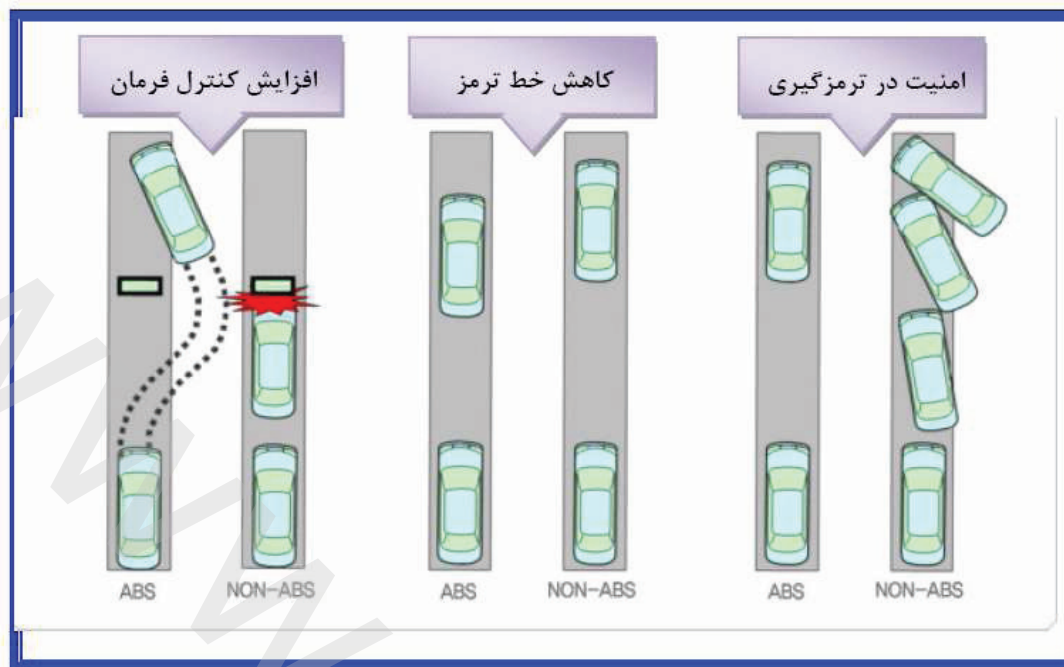 امنیت در ترمزگیری
کاهش خط ترمز
افزایش کنترل فرمان
ABS
NON-ABS
ABS
NON-ABS
ABS
NON-ABS